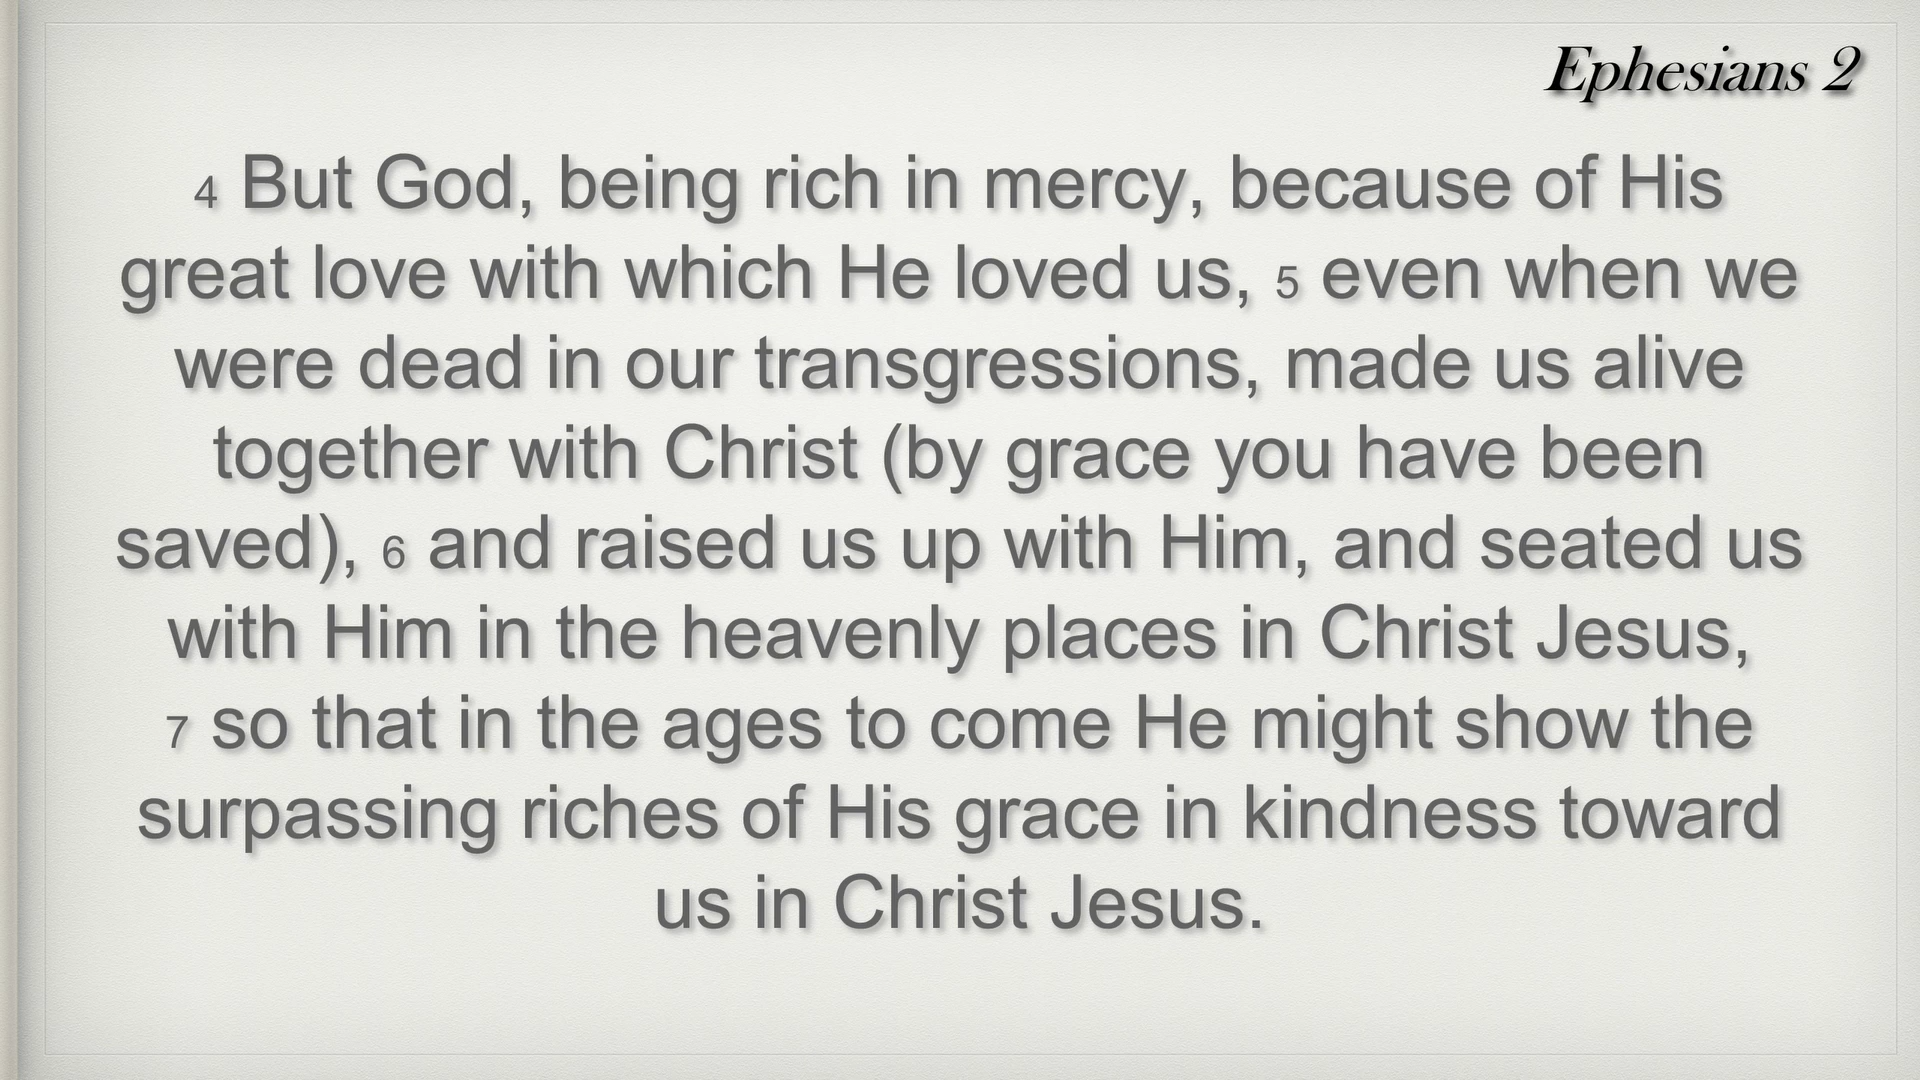 Ephesians 2
4 But God, being rich in mercy, because of His
great love with which He loved us, 5 even when we
were dead in our transgressions, made us alive
together with Christ (by grace you have been
saved), 6 and raised us up with Him, and seated us
with Him in the heavenly places in Christ Jesus,
7 so that in the ages to come He might show the
surpassing riches of His grace in kindness toward
us in Christ Jesus.